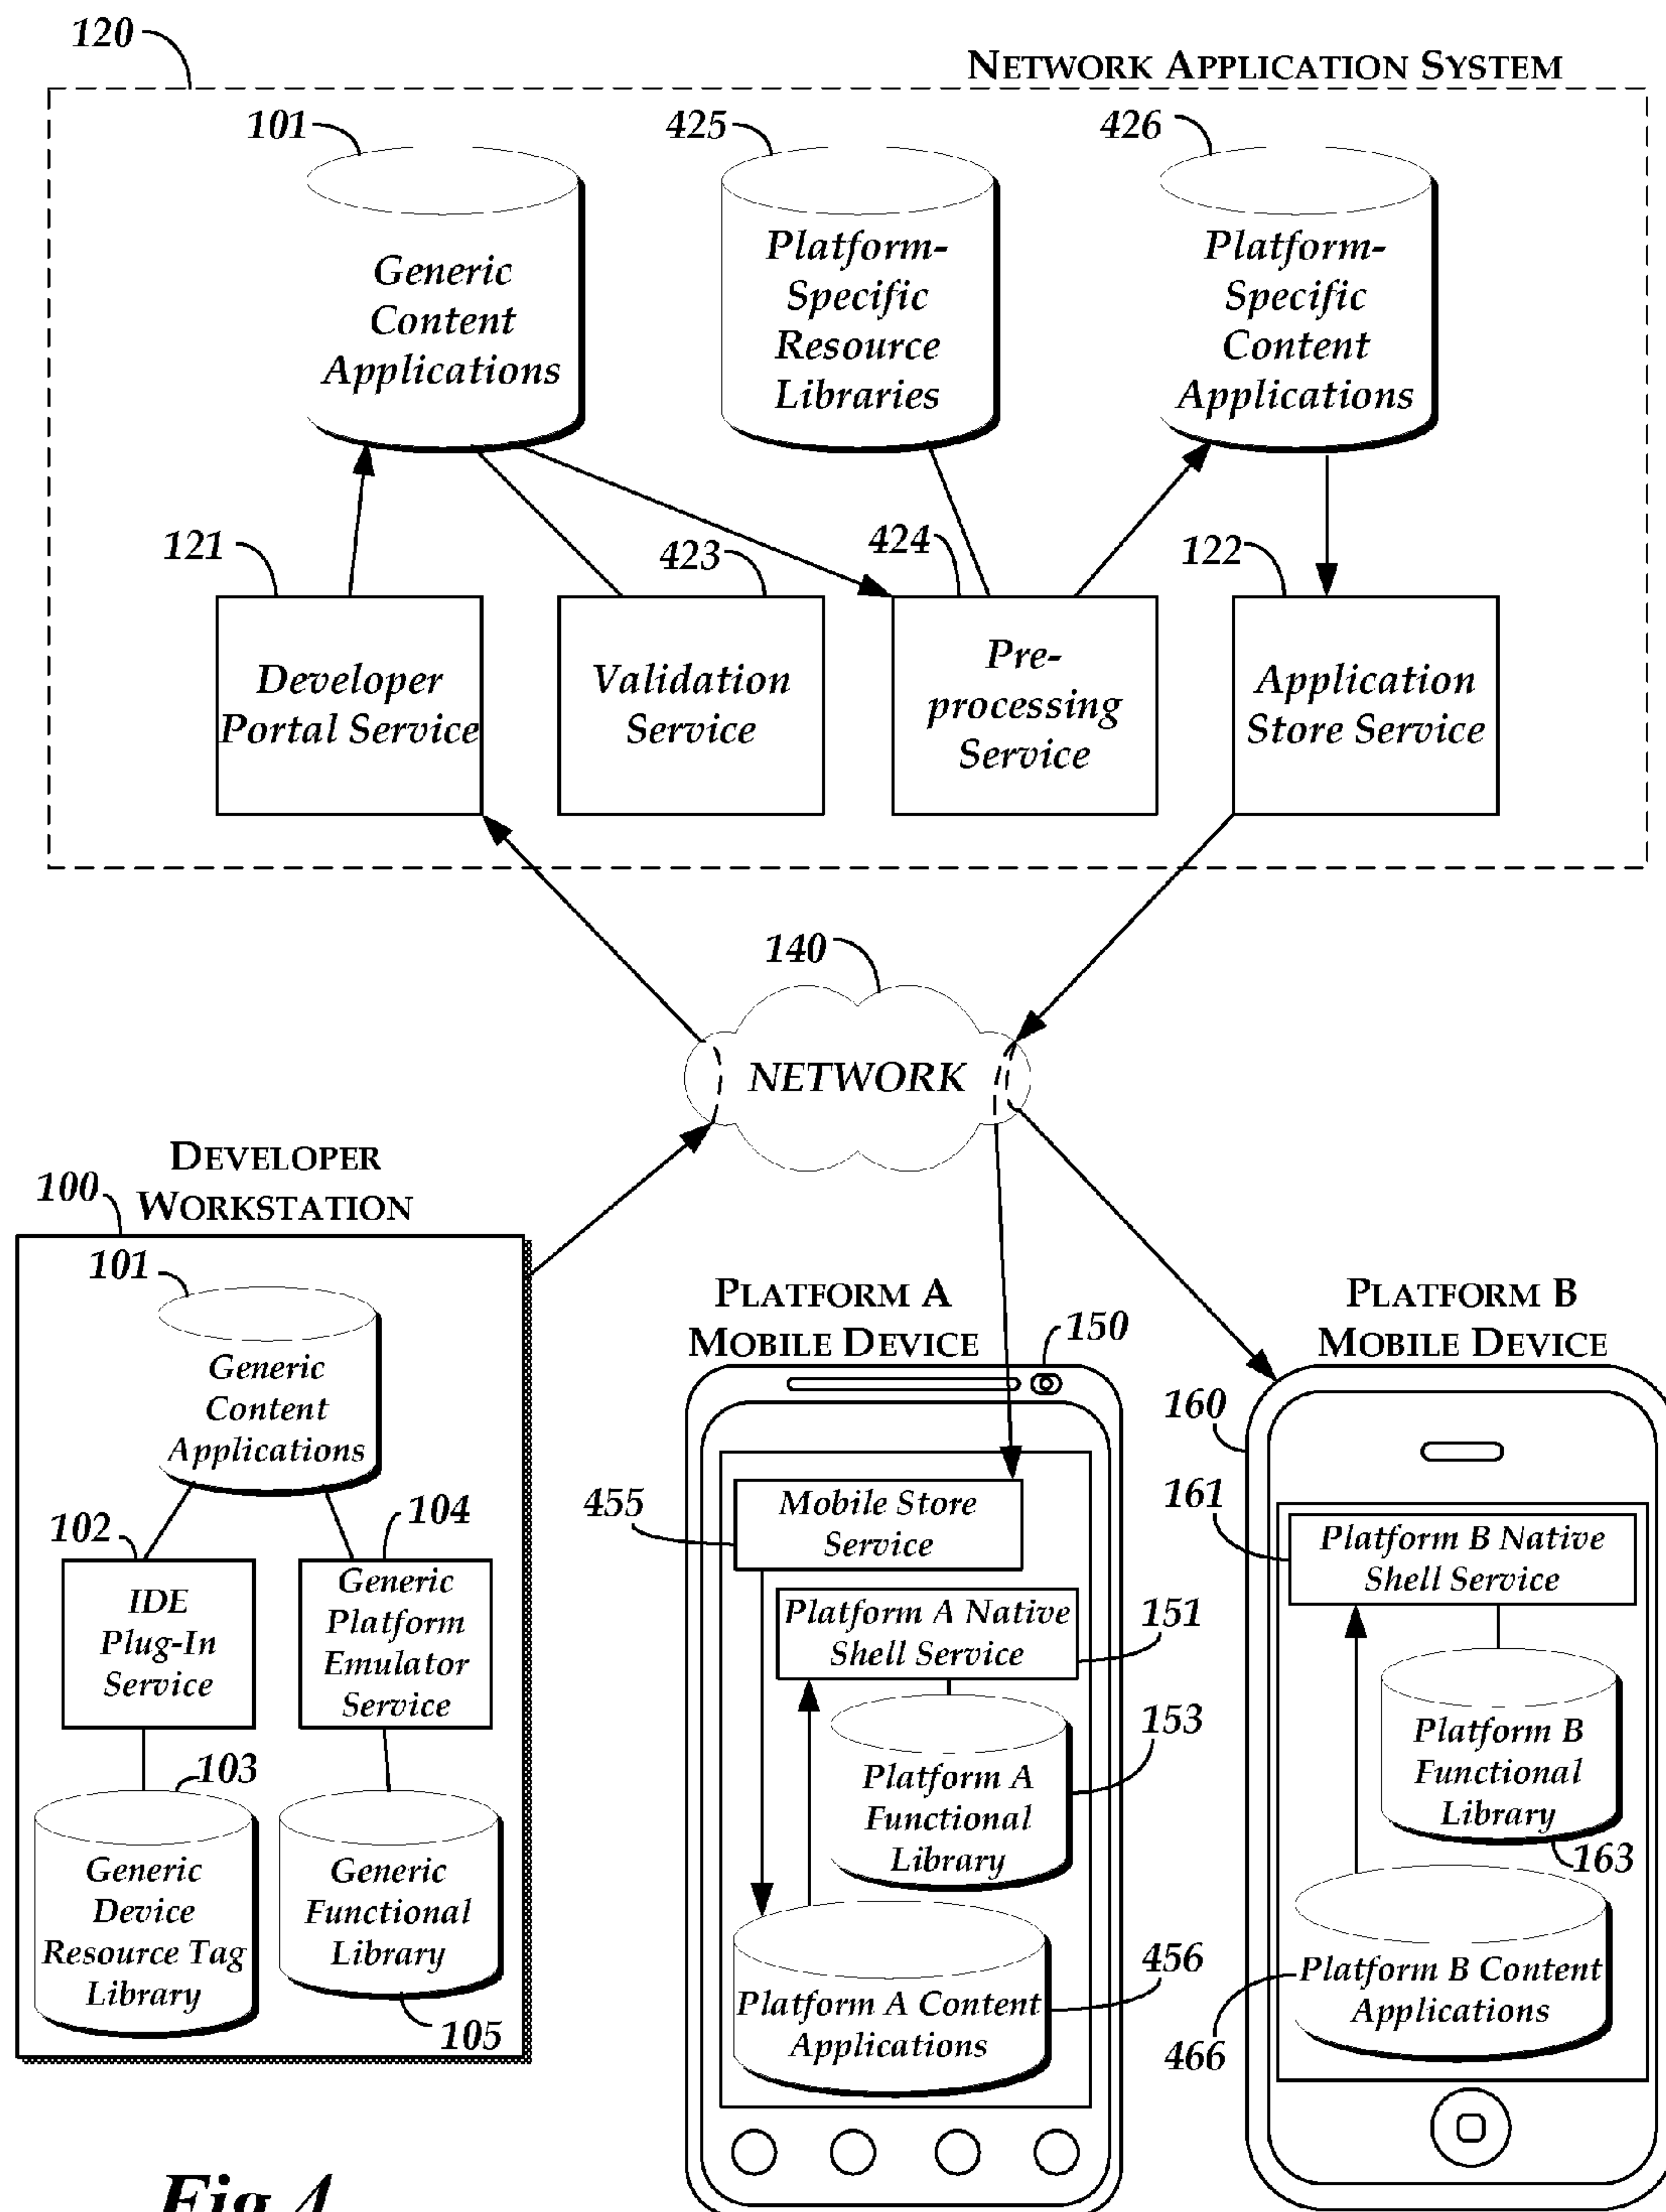 120
NETWORK APPLICATION SYSTEM
101
425
426
Generic
Content
Applications
Platform-
Specific
Resource
Libraries
Platform-
Specific
Content
Applications
121
423
424
122
Developer
Portal Service
Validation
Service
Pre-
processing
Service
Application
Store Service
140
NETWORK
DEVELOPER
WORKSTATION
100
101
Generic
Content
Applications
102
104
IDE
Plug-In
Service
Generic
Platform
Emulator
Service
103
Generic
Device
Resource Tag
Library
Generic
Functional
Library
105
PLATFORM A
MOBILE DEVICE
150
455
Mobile Store
Service
Platform A Native
Shell Service
151
153
Platform A
Functional
Library
456
Platform A Content
Applications
PLATFORM B
MOBILE DEVICE
160
161
Platform B Native
Shell Service
Platform B
Functional
Library
163
Platform B Content
Applications
466
Fig.4